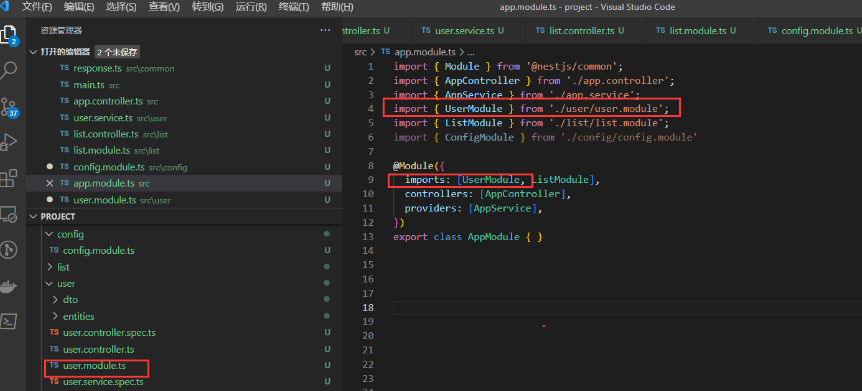 文件(F) 编辑(E) 选择(S) 查看(V) 转到(G) 运行(R) 终端(T) 帮助(H) app.module.ts - project - Visual Studio Code
资源管理器 ···
ntroller.ts U TS user.service.ts U TS list.controller.ts U TS list.module.ts U TS config.module.ts
打开的编辑器 2 个未保存
src > TS app.module.ts > ...
TS response.ts src\common U
TS main.ts src U
TS app.controller.ts src U
TS user.service.ts src\user U
TS list.controller.ts src\list U
TS list.module.ts src\list U
TS config.module.ts src\config U
TS app.module.ts src U
TS user.module.ts src\user U
PROJECT
config
TS config.module.ts U
list
user
dto
entities
TS user.controller.spec.ts U
TS user.controller.ts U
TS user.module.ts U
TS user.service.spec.ts U
2
37
1 import { Module } from '@nestjs/common';
2 import { AppController } from './app.controller';
3 import { AppService } from './app.service';
4 import { UserModule } from './user/user.module';
5 import { ListModule } from './list/list.module';
6 import { ConfigModule } from './config/config.module'
7
8 @Module({
9 imports: [UserModule, ListModule],
10 controllers: [AppController],
11 providers: [AppService],
12 })
13 export class AppModule { }
14
15
16
17
18
19
20
21
22
23